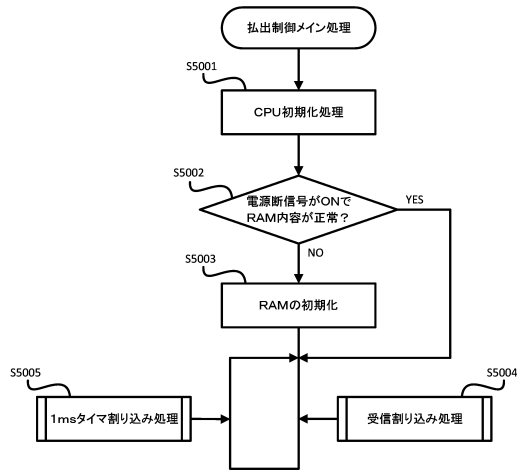 払出制御メイン処理
S5001
CPU初期化処理
S5002
電源断信号がONで
RAM内容が正常？
YES
NO
S5003
RAMの初期化
S5005
1msタイマ割り込み処理
S5004
受信割り込み処理